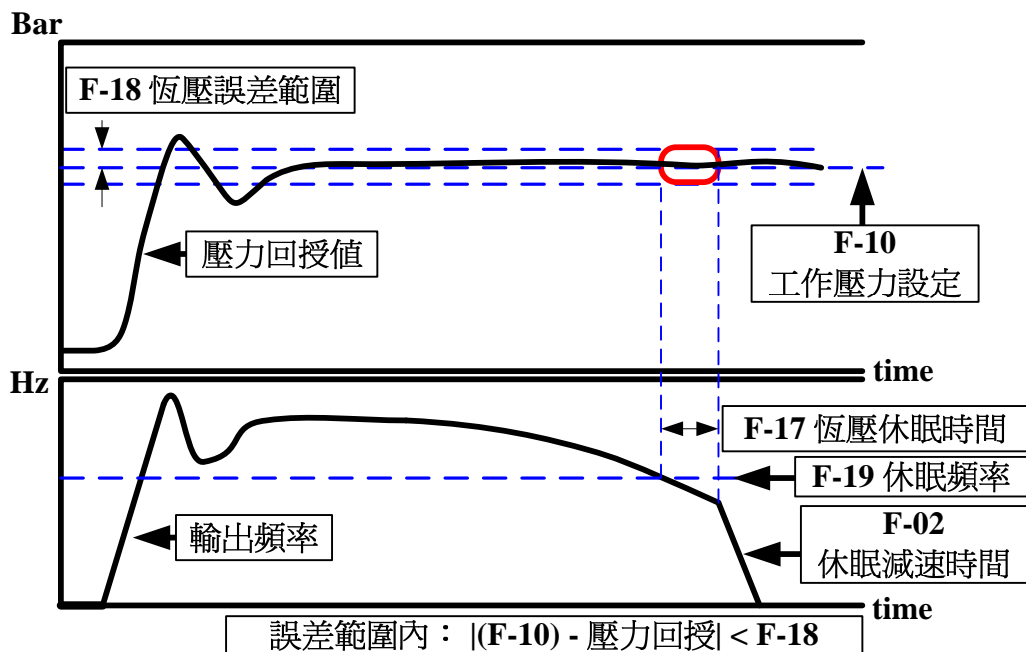 Bar
F-18 恆壓誤差範圍
壓力回授值
F-10
工作壓力設定
time
Hz
F-17 恆壓休眠時間
F-19 休眠頻率
輸出頻率
F-02
休眠減速時間
time
誤差範圍內： |(F-10) - 壓力回授| < F-18